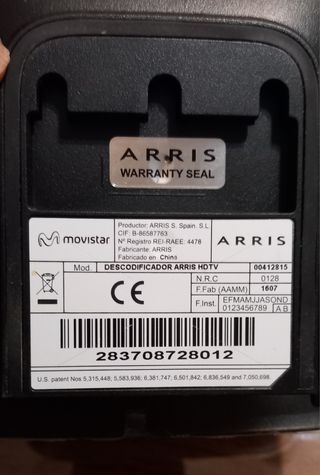 ARRIS
WARRANTY SEAL
movistar
Productor: ARRIS S. Spain. S.L
CIF: B-86587763
Nº Registro REI-RAEE: 4478
Fabricante: ARRIS
Fabricado en China
ARRIS
Mod. DESCODIFICADOR ARRIS HDTV 00412815
N.R.C 0128
F.Fab (AAMM) 1607
F.Inst. EFMAMJJASOND
0123456789 A B
CE
283708728012
U.S. patent Nos 5,315,448, 5,583,936; 6,381,747; 6,501,842; 6,836,549 and 7,050,698.